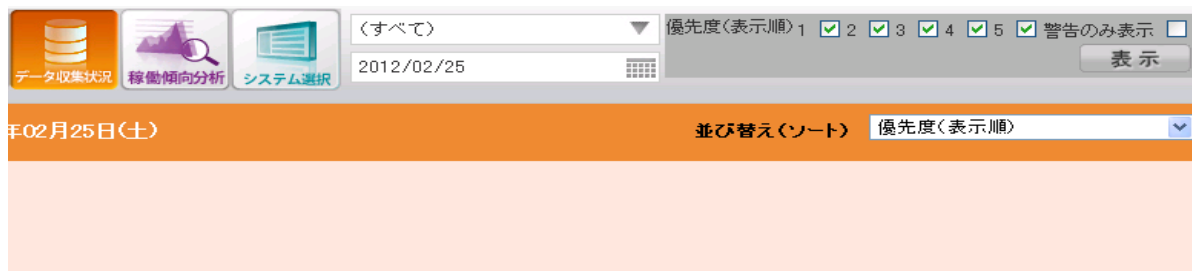 (すべて)
優先度(表示順) 1 2 3 4 5 警告のみ表示
データ収集状況 稼働傾向分析 システム選択
2012/02/25
表示
年02月25日(土)
並び替え(ソート) 優先度(表示順)